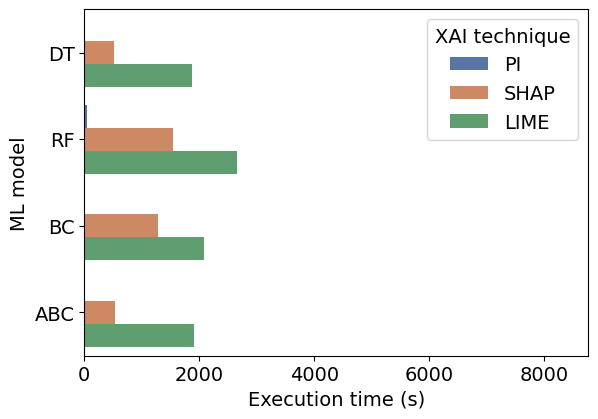 XAI technique
PI
SHAP
LIME
DT
RF
BC
ABC
ML model
0 2000 4000 6000 8000
Execution time (s)